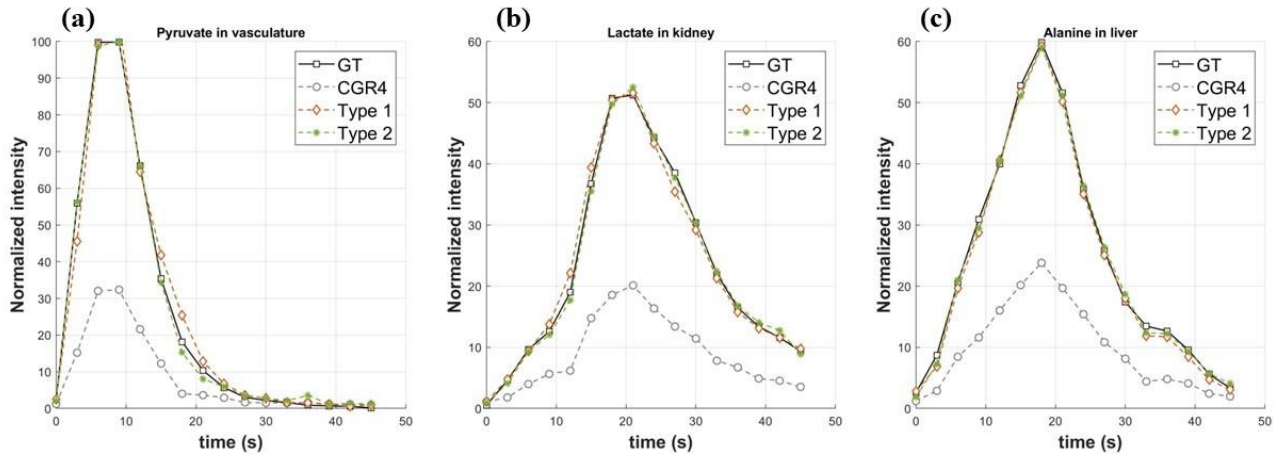 (a)
Pyruvate in vasculature
Normalized intensity
100
90
80
70
60
50
40
30
20
10
0
0 10 20 30 40 50
time (s)
GT
CGR4
Type 1
Type 2
(b)
Lactate in kidney
Normalized intensity
60
50
40
30
20
10
0
0 10 20 30 40 50
time (s)
GT
CGR4
Type 1
Type 2
(c)
Alanine in liver
Normalized intensity
60
50
40
30
20
10
0
0 10 20 30 40 50
time (s)
GT
CGR4
Type 1
Type 2